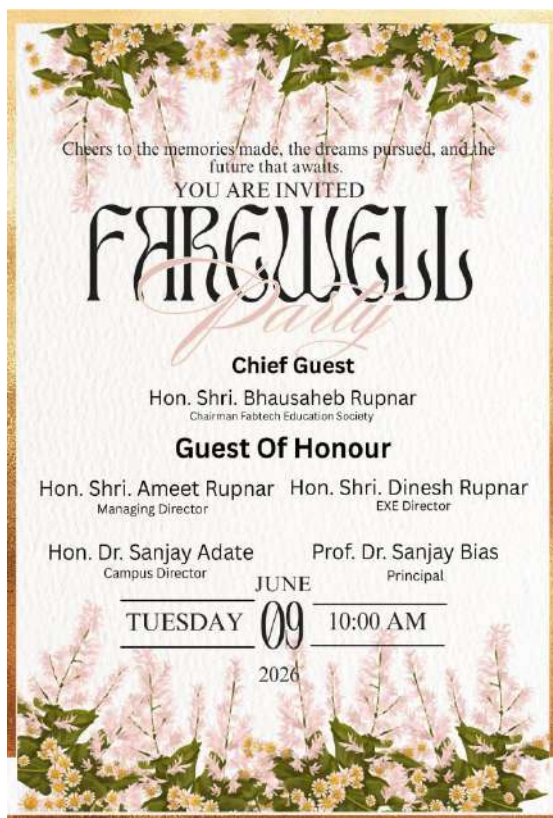 Cheers to the memories made, the dreams pursued, and the
future that awaits.
YOU ARE INVITED
FAREWELL
Party
Chief Guest
Hon. Shri. Bhausaheb Rupnar
Chairman Fabtech Education Society
Guest Of Honour
Hon. Shri. Ameet Rupnar Hon. Shri. Dinesh Rupnar
Managing Director EXE Director
Hon. Dr. Sanjay Adate Prof. Dr. Sanjay Bias
Campus Director Principal
JUNE
TUESDAY 09 10:00 AM
2026